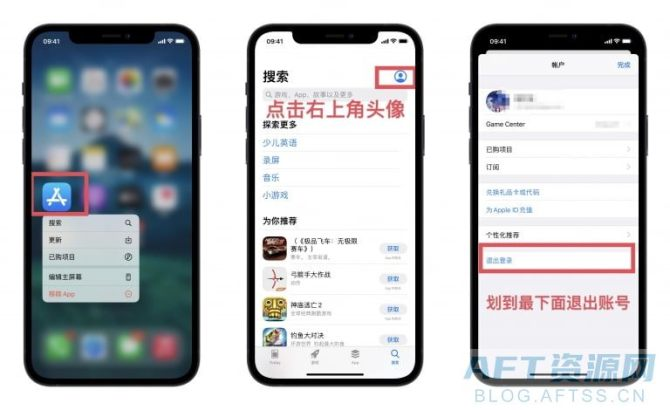 09:41
搜索
更新
已购项目
编辑主屏幕
移除 App
09:41
搜索
游戏、App、故事以及更多
点击右上角头像
探索更多
少儿英语
录屏
音乐
小游戏
为你推荐
《极品飞车：无极限
赛车》
获取
弓箭手大作战
动作
获取
神庙逃亡2
获取
钓鱼大对决
获取
Today
游戏
App
搜索
09:41
帐户
完成
Game Center
已购项目
订阅
兑换礼品卡或代码
为 Apple ID 充值
个性化推荐
退出登录
划到最下面退出账号
AFT资源网
BLOG.AFTSS.CN